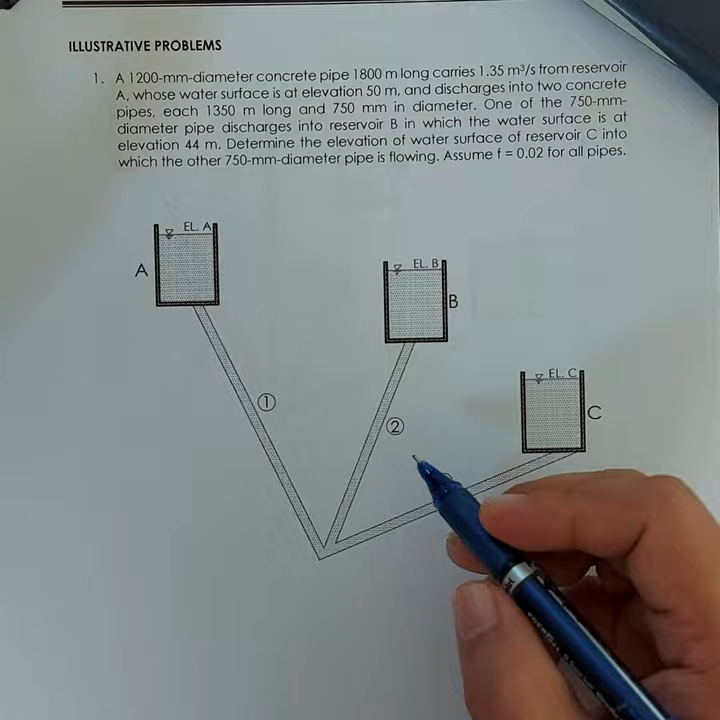 ILLUSTRATIVE PROBLEMS
1. A 1200-mm-diameter concrete pipe 1800 m long carries 1.35 m³/s from reservoir
A, whose water surface is at elevation 50 m, and discharges into two concrete
pipes, each 1350 m long and 750 mm in diameter. One of the 750-mm-
diameter pipe discharges into reservoir B in which the water surface is at
elevation 44 m. Determine the elevation of water surface of reservoir C into
which the other 750-mm-diameter pipe is flowing. Assume f = 0.02 for all pipes.
EL. A
A
EL. B
B
EL. C
C
①
②